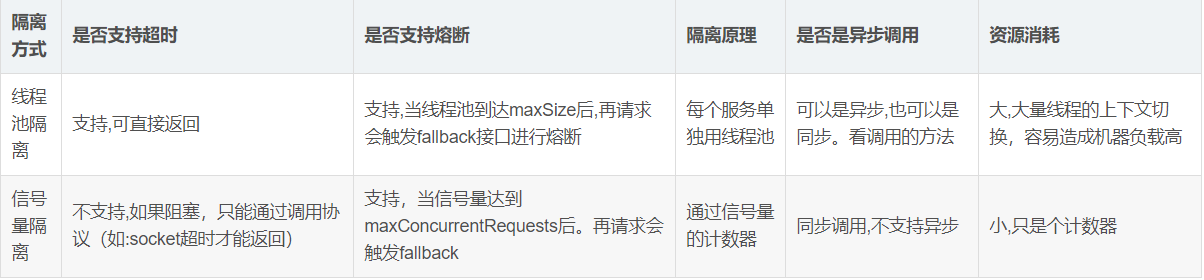 隔离
方式
是否支持超时
是否支持熔断
隔离原理
是否是异步调用
资源消耗
线程
池隔
离
支持,可直接返回
支持,当线程池到达maxSize后,再请求
会触发fallback接口进行熔断
每个服务单
独用线程池
可以是异步,也可以是
同步。看调用的方法
大,大量线程的上下文切
换，容易造成机器负载高
信号
量隔
离
不支持,如果阻塞，只能通过调用协
议（如:socket超时才能返回）
支持，当信号量达到
maxConcurrentRequests后。再请求会
触发fallback
通过信号量
的计数器
同步调用,不支持异步
小,只是个计数器